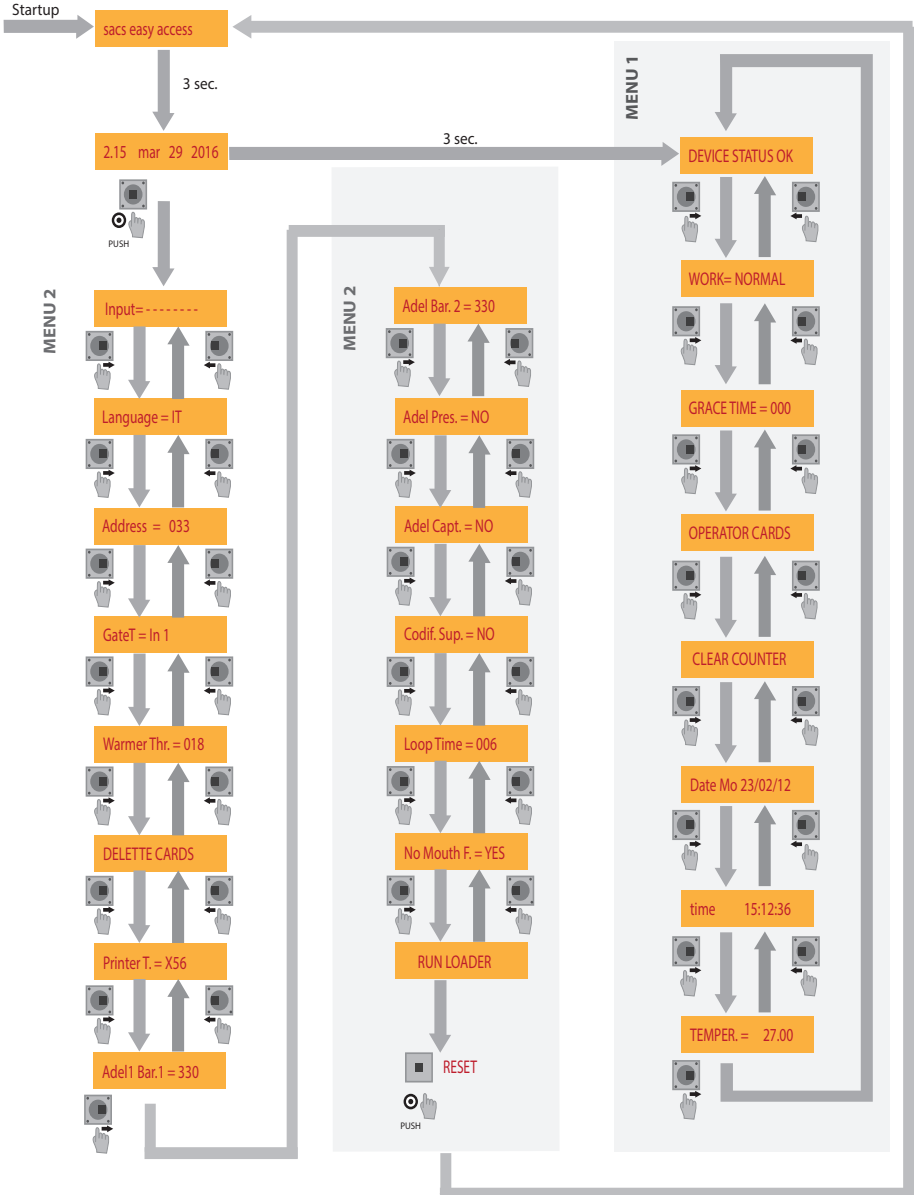 Startup
sacs easy access
3 sec.
2.15 mar 29 2016
3 sec.
PUSH
MENU 2
Input= - - - - - - - -
Language = IT
Address = 033
GateT = In 1
Warmer Thr. = 018
DELETTE CARDS
Printer T. = X56
Adel1 Bar.1 = 330
MENU 2
Adel Bar. 2 = 330
Adel Pres. = NO
Adel Capt. = NO
Codif. Sup. = NO
Loop Time = 006
No Mouth F. = YES
RUN LOADER
RESET
PUSH
MENU 1
DEVICE STATUS OK
WORK= NORMAL
GRACE TIME = 000
OPERATOR CARDS
CLEAR COUNTER
Date Mo 23/02/12
time 15:12:36
TEMPER. = 27.00